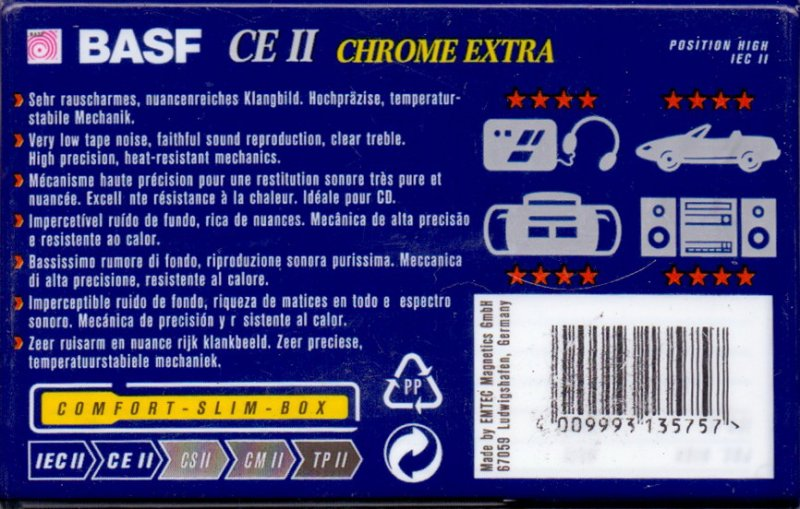 BASF CE II CHROME EXTRA
POSITION HIGH
IEC II
Sehr rauscharmes, nuancenreiches Klangbild. Hochpräzise, temperatur-
stabile Mechanik.
Very low tape noise, faithful sound reproduction, clear treble.
High precision, heat-resistant mechanics.
Mécanisme haute précision pour une restitution sonore très pure et
nuancée. Excell nte résistance à la chaleur. Idéale pour CD.
Impercetível ruído de fundo, rica de nuances. Mecânica de alta precisão
e resistente ao calor.
Bassissimo rumore di fondo, riproduzione sonora purissima. Meccanica
di alta precisione, resistente al calore.
Imperceptible ruido de fondo, riqueza de matices en todo e espectro
sonoro. Mecánica de precisión y r sistente al calor.
Zeer ruisarm en nuance rijk klankbeeld. Zeer preciese,
temperatuurstabiele mechaniek.
COMFORT-SLIM-BOX
IEC II CE II CS II CM II TP II
PP
Made by EMTEC Magnetics GmbH
67059 Ludwigshafen, Germany
4 009993 135757 >